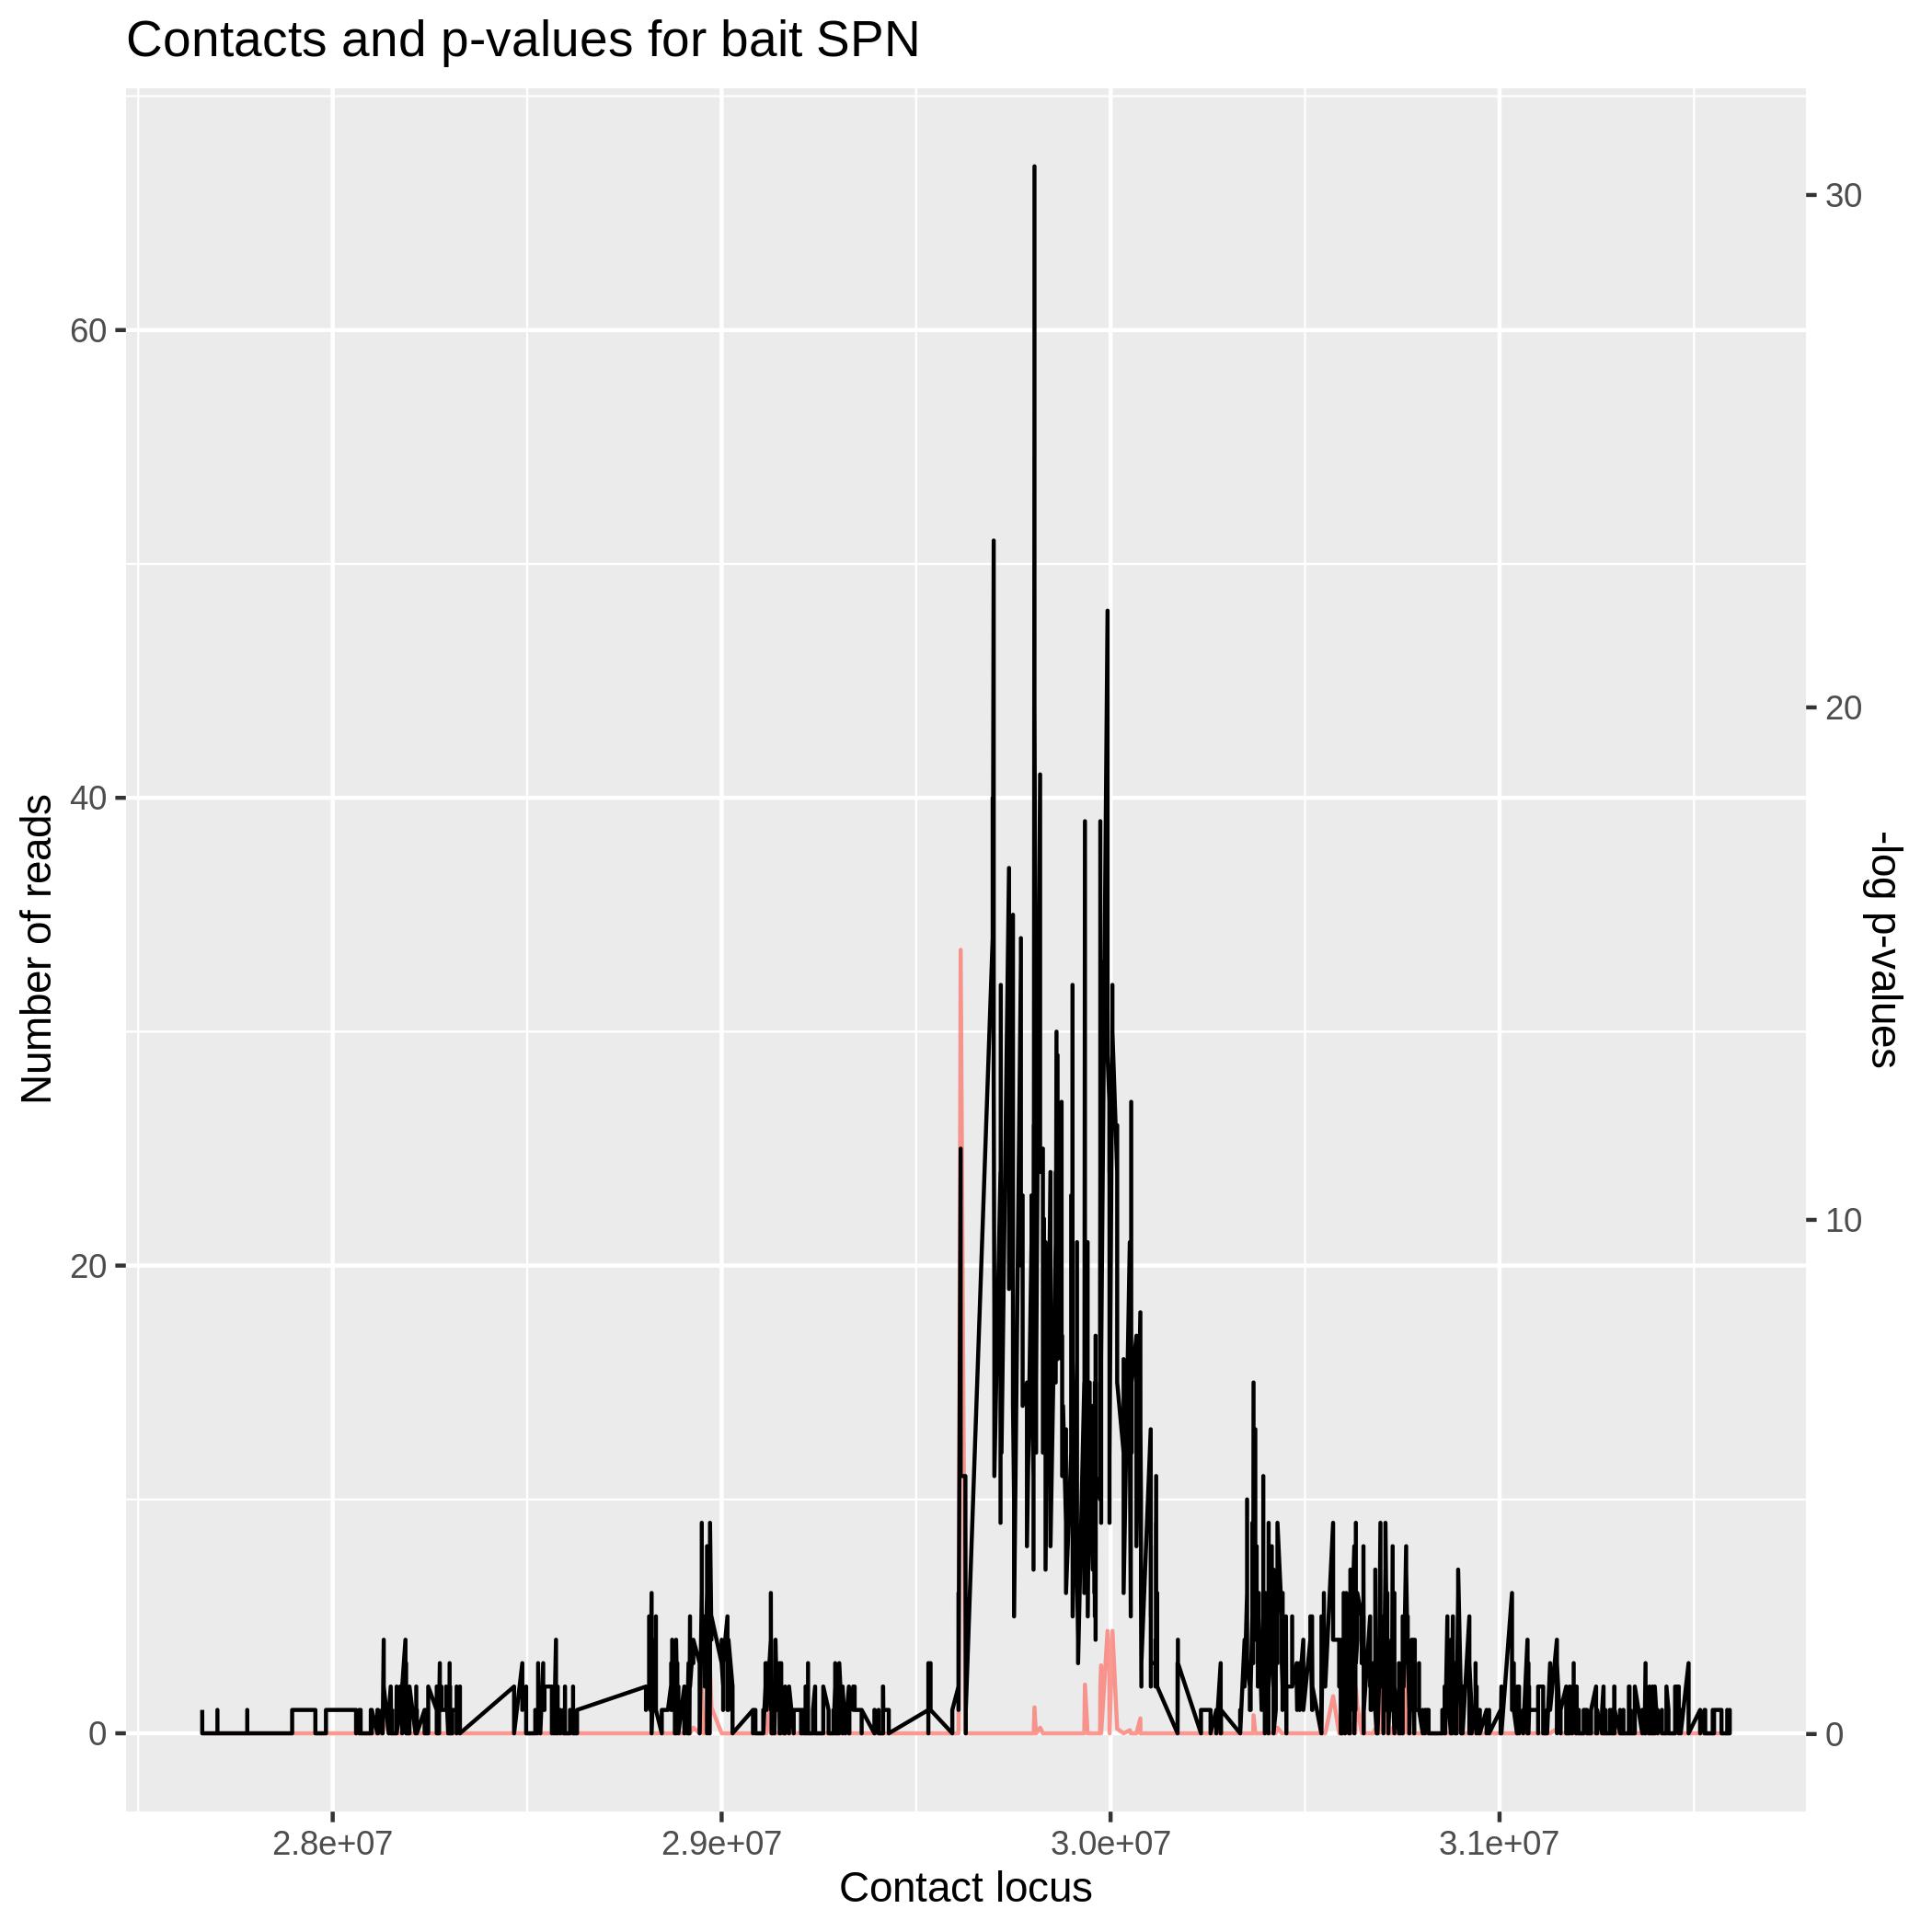 Contacts and p-values for bait SPN
Number of reads
60
40
20
0
30
20
10
0
-log p-values
2.8e+07 2.9e+07 3.0e+07 3.1e+07
Contact locus